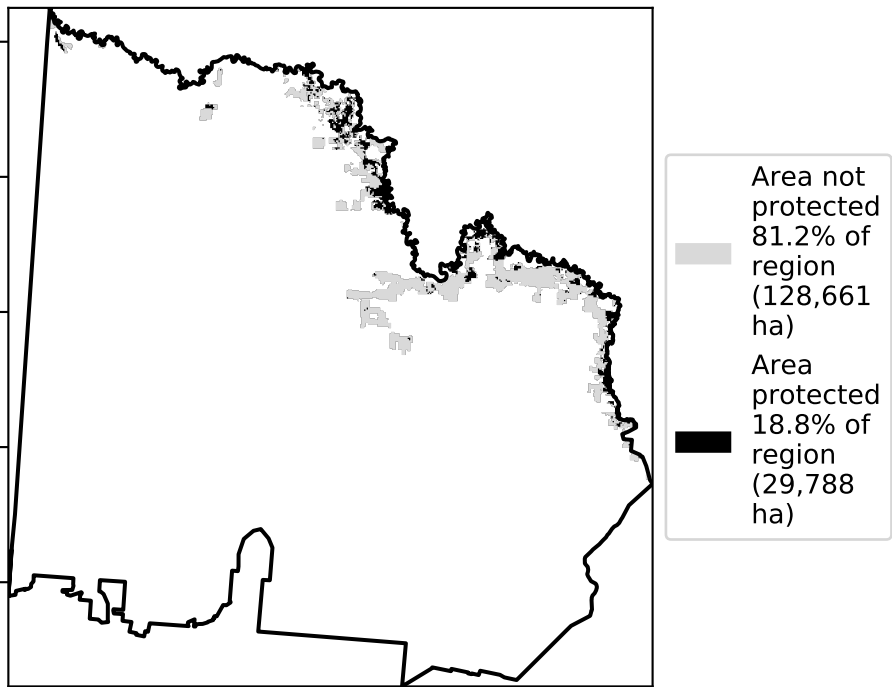 Area not
protected
81.2% of
region
(128,661
ha)
Area
protected
18.8% of
region
(29,788
ha)